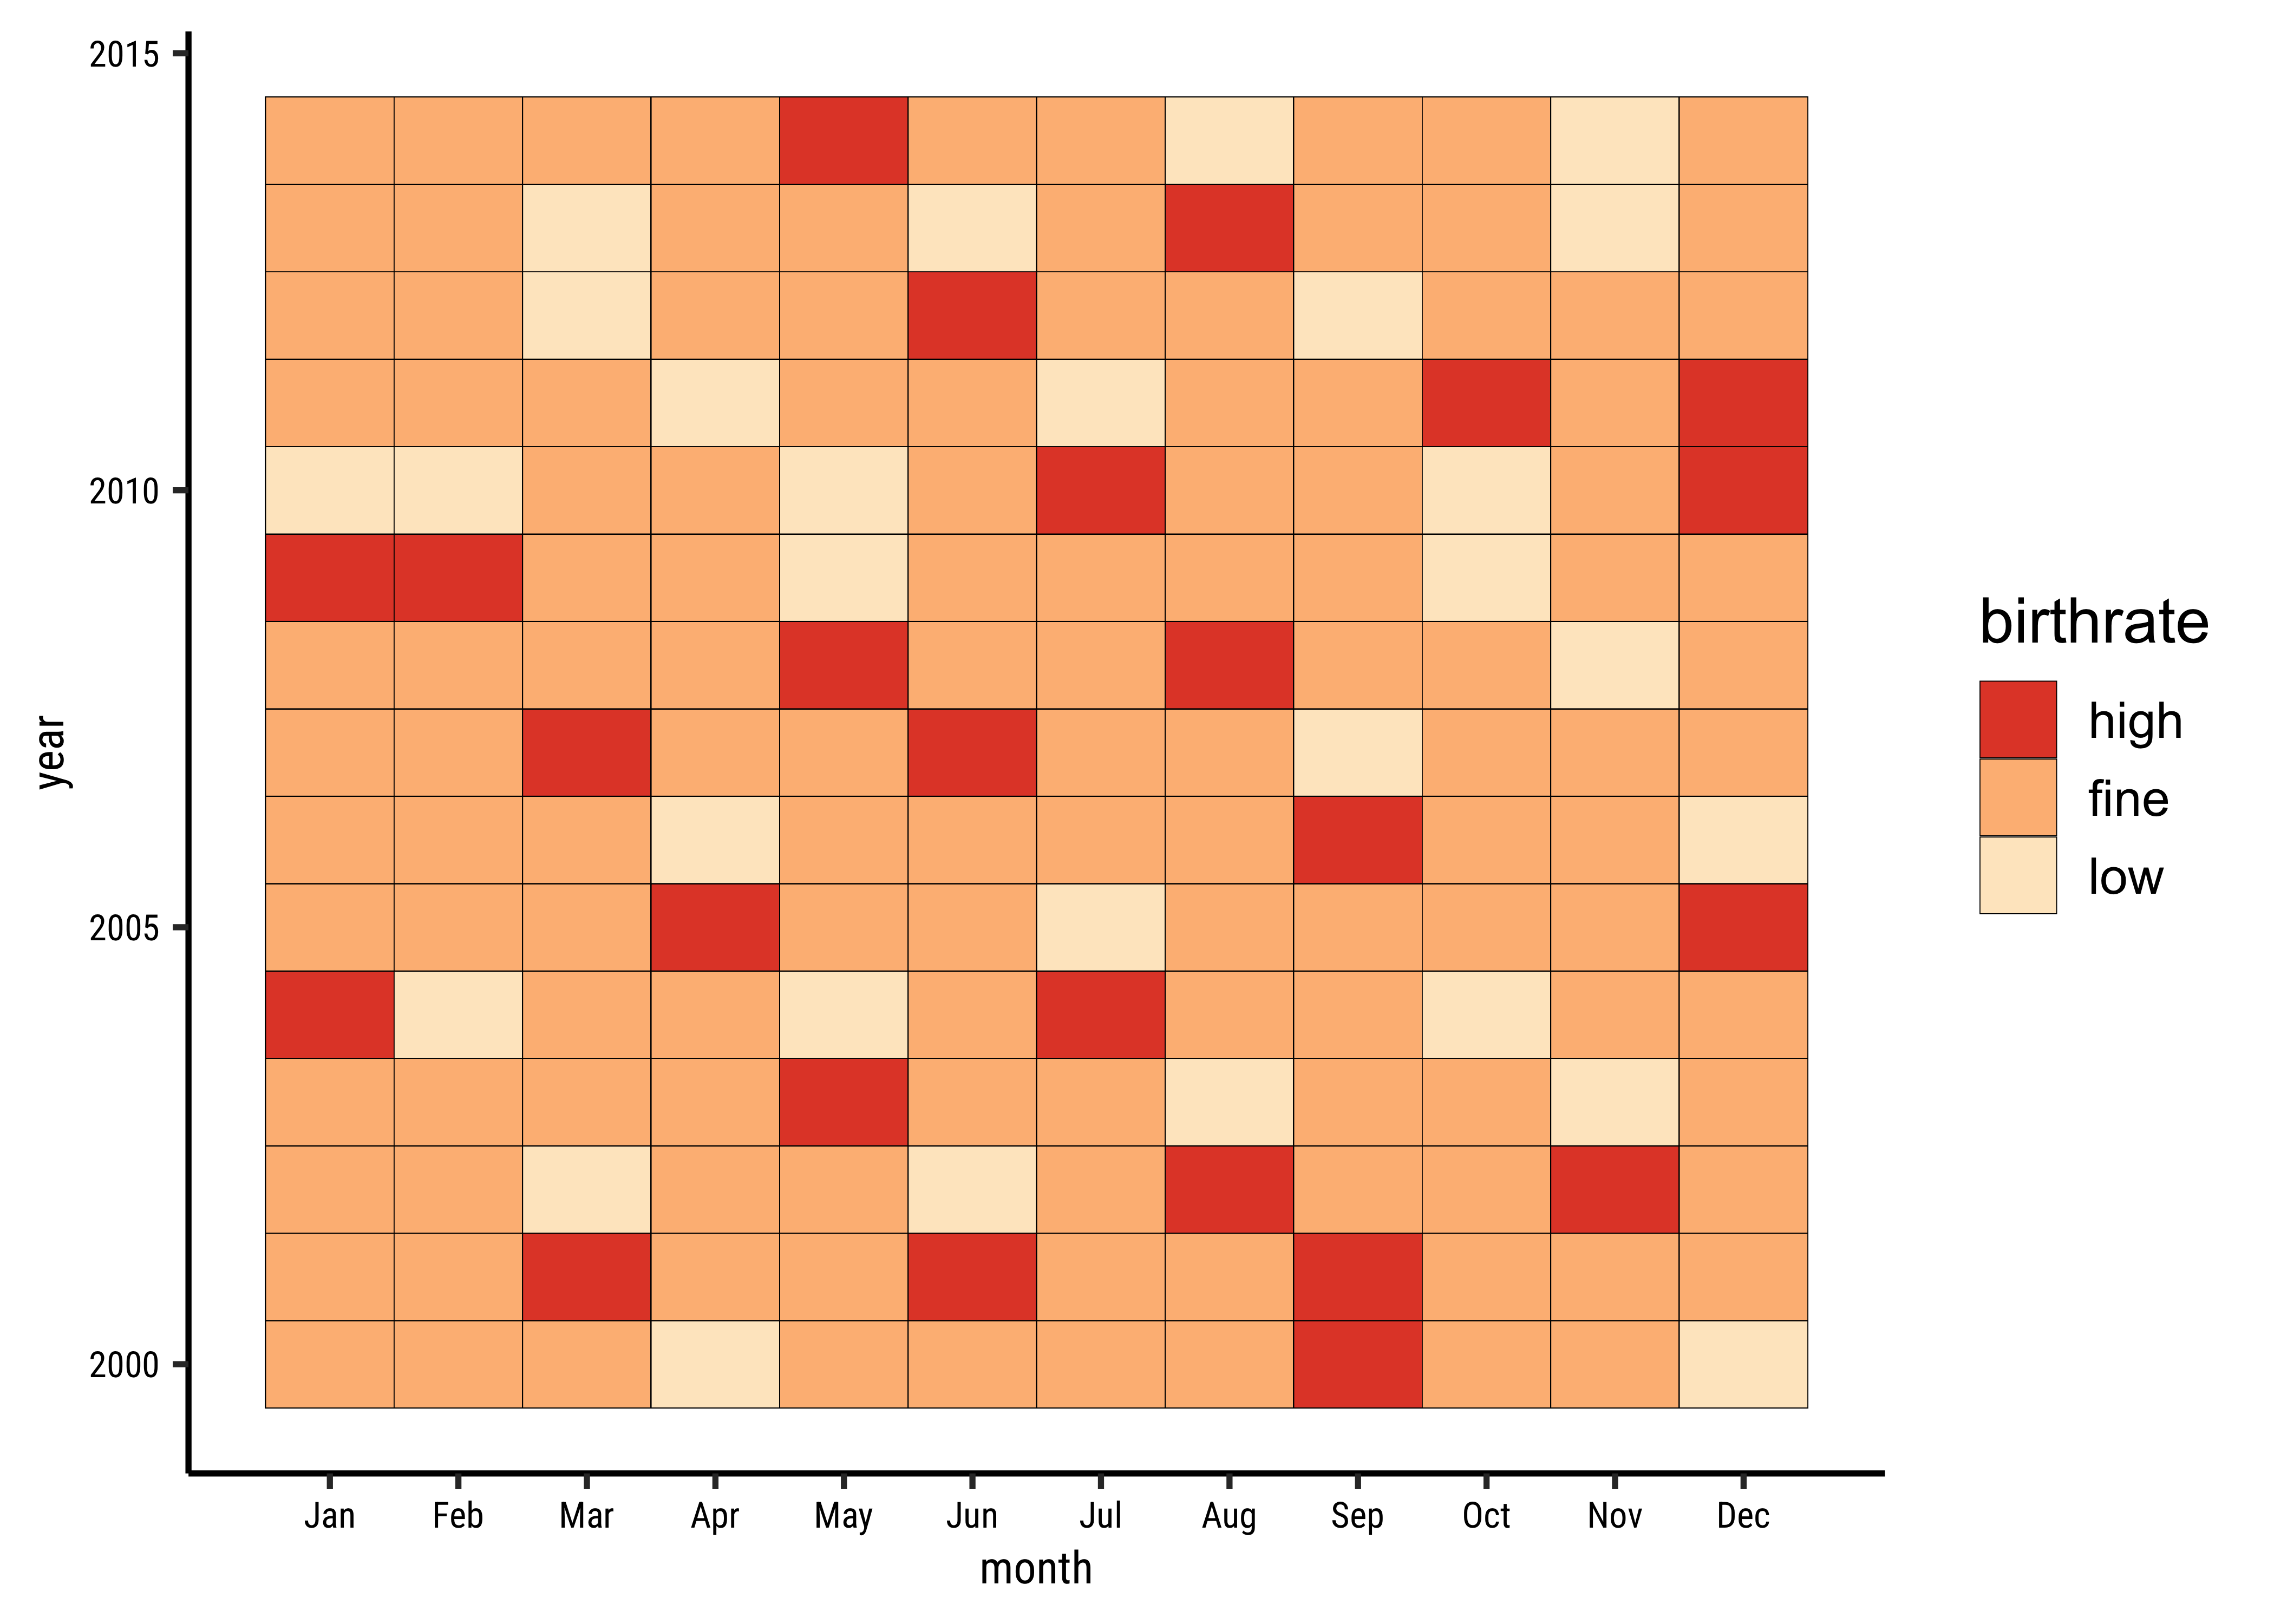 2015
2010
2005
2000
year
Jan Feb Mar Apr May Jun Jul Aug Sep Oct Nov Dec
month
birthrate
high
fine
low